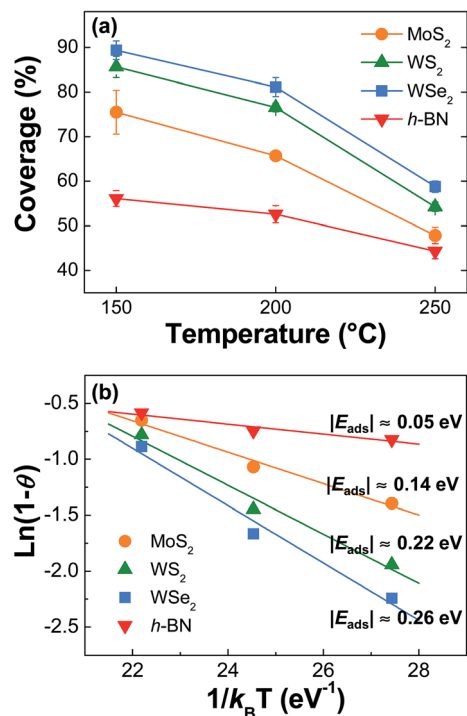 (a)
MoS₂
WS₂
WSe₂
h-BN
Coverage (%)
90
80
70
60
50
40
150
200
250
Temperature (°C)
(b)
Ln(1-θ)
-0.5
-1.0
-1.5
-2.0
-2.5
|Eads| ≈ 0.05 eV
|Eads| ≈ 0.14 eV
|Eads| ≈ 0.22 eV
|Eads| ≈ 0.26 eV
MoS₂
WS₂
WSe₂
h-BN
22
24
26
28
1/kBT (eV⁻¹)